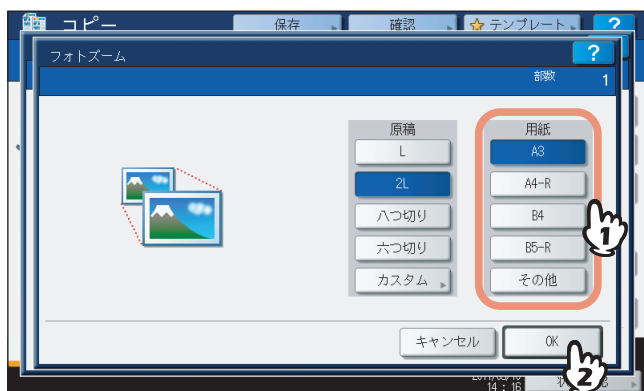 コピー
保存
確認
テンプレート
?
フォトズーム
?
部数 1
原稿
用紙
L
A3
2L
A4-R
八つ切り
B4
六つ切り
B5-R
カスタム
その他
1
キャンセル
OK
2
14 : 16